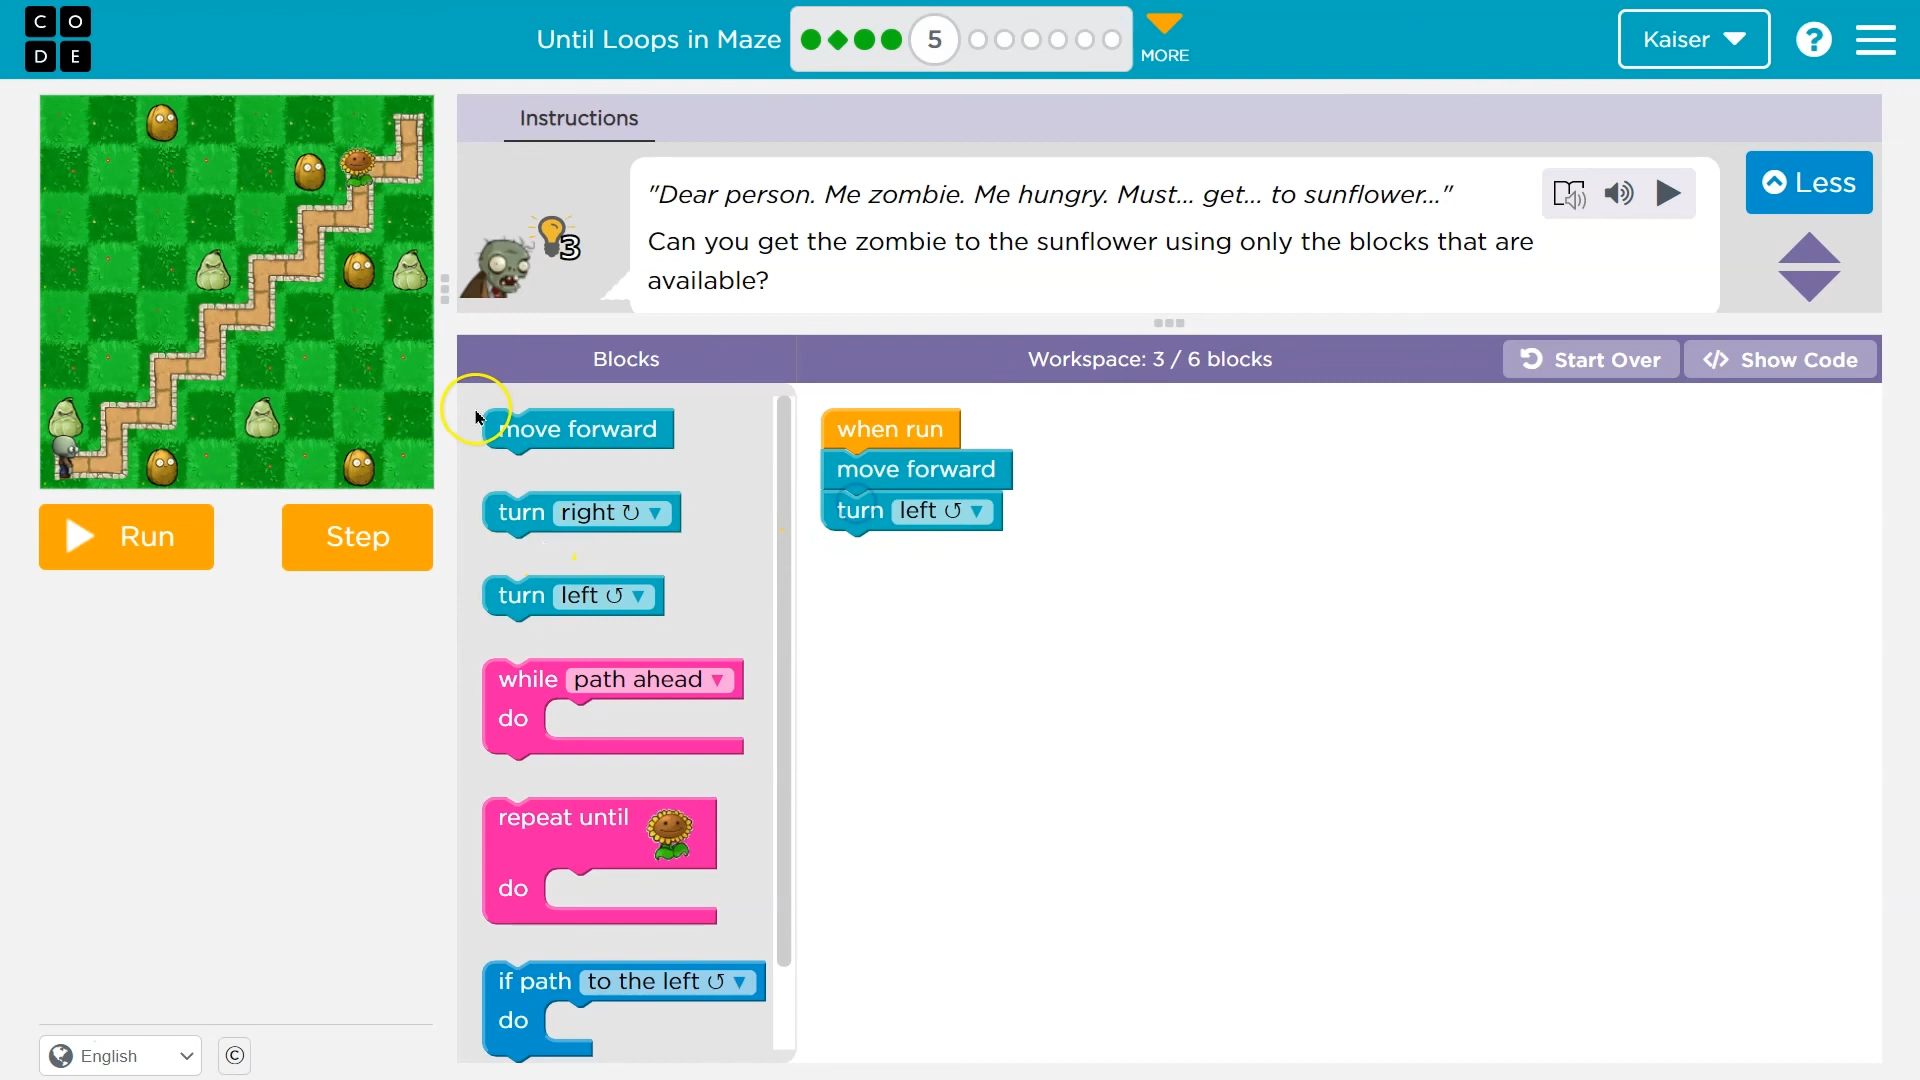 C O
D E
Until Loops in Maze
5
MORE
Kaiser
?
Instructions
3
"Dear person. Me zombie. Me hungry. Must... get... to sunflower..."
Can you get the zombie to the sunflower using only the blocks that are
available?
Less
Blocks
Workspace: 3 / 6 blocks
Start Over
</> Show Code
move forward
turn right ↻ ▼
turn left ↺ ▼
while path ahead ▼
do
repeat until
do
if path to the left ↺ ▼
do
when run
move forward
turn left ↺ ▼
Run
Step
English
©